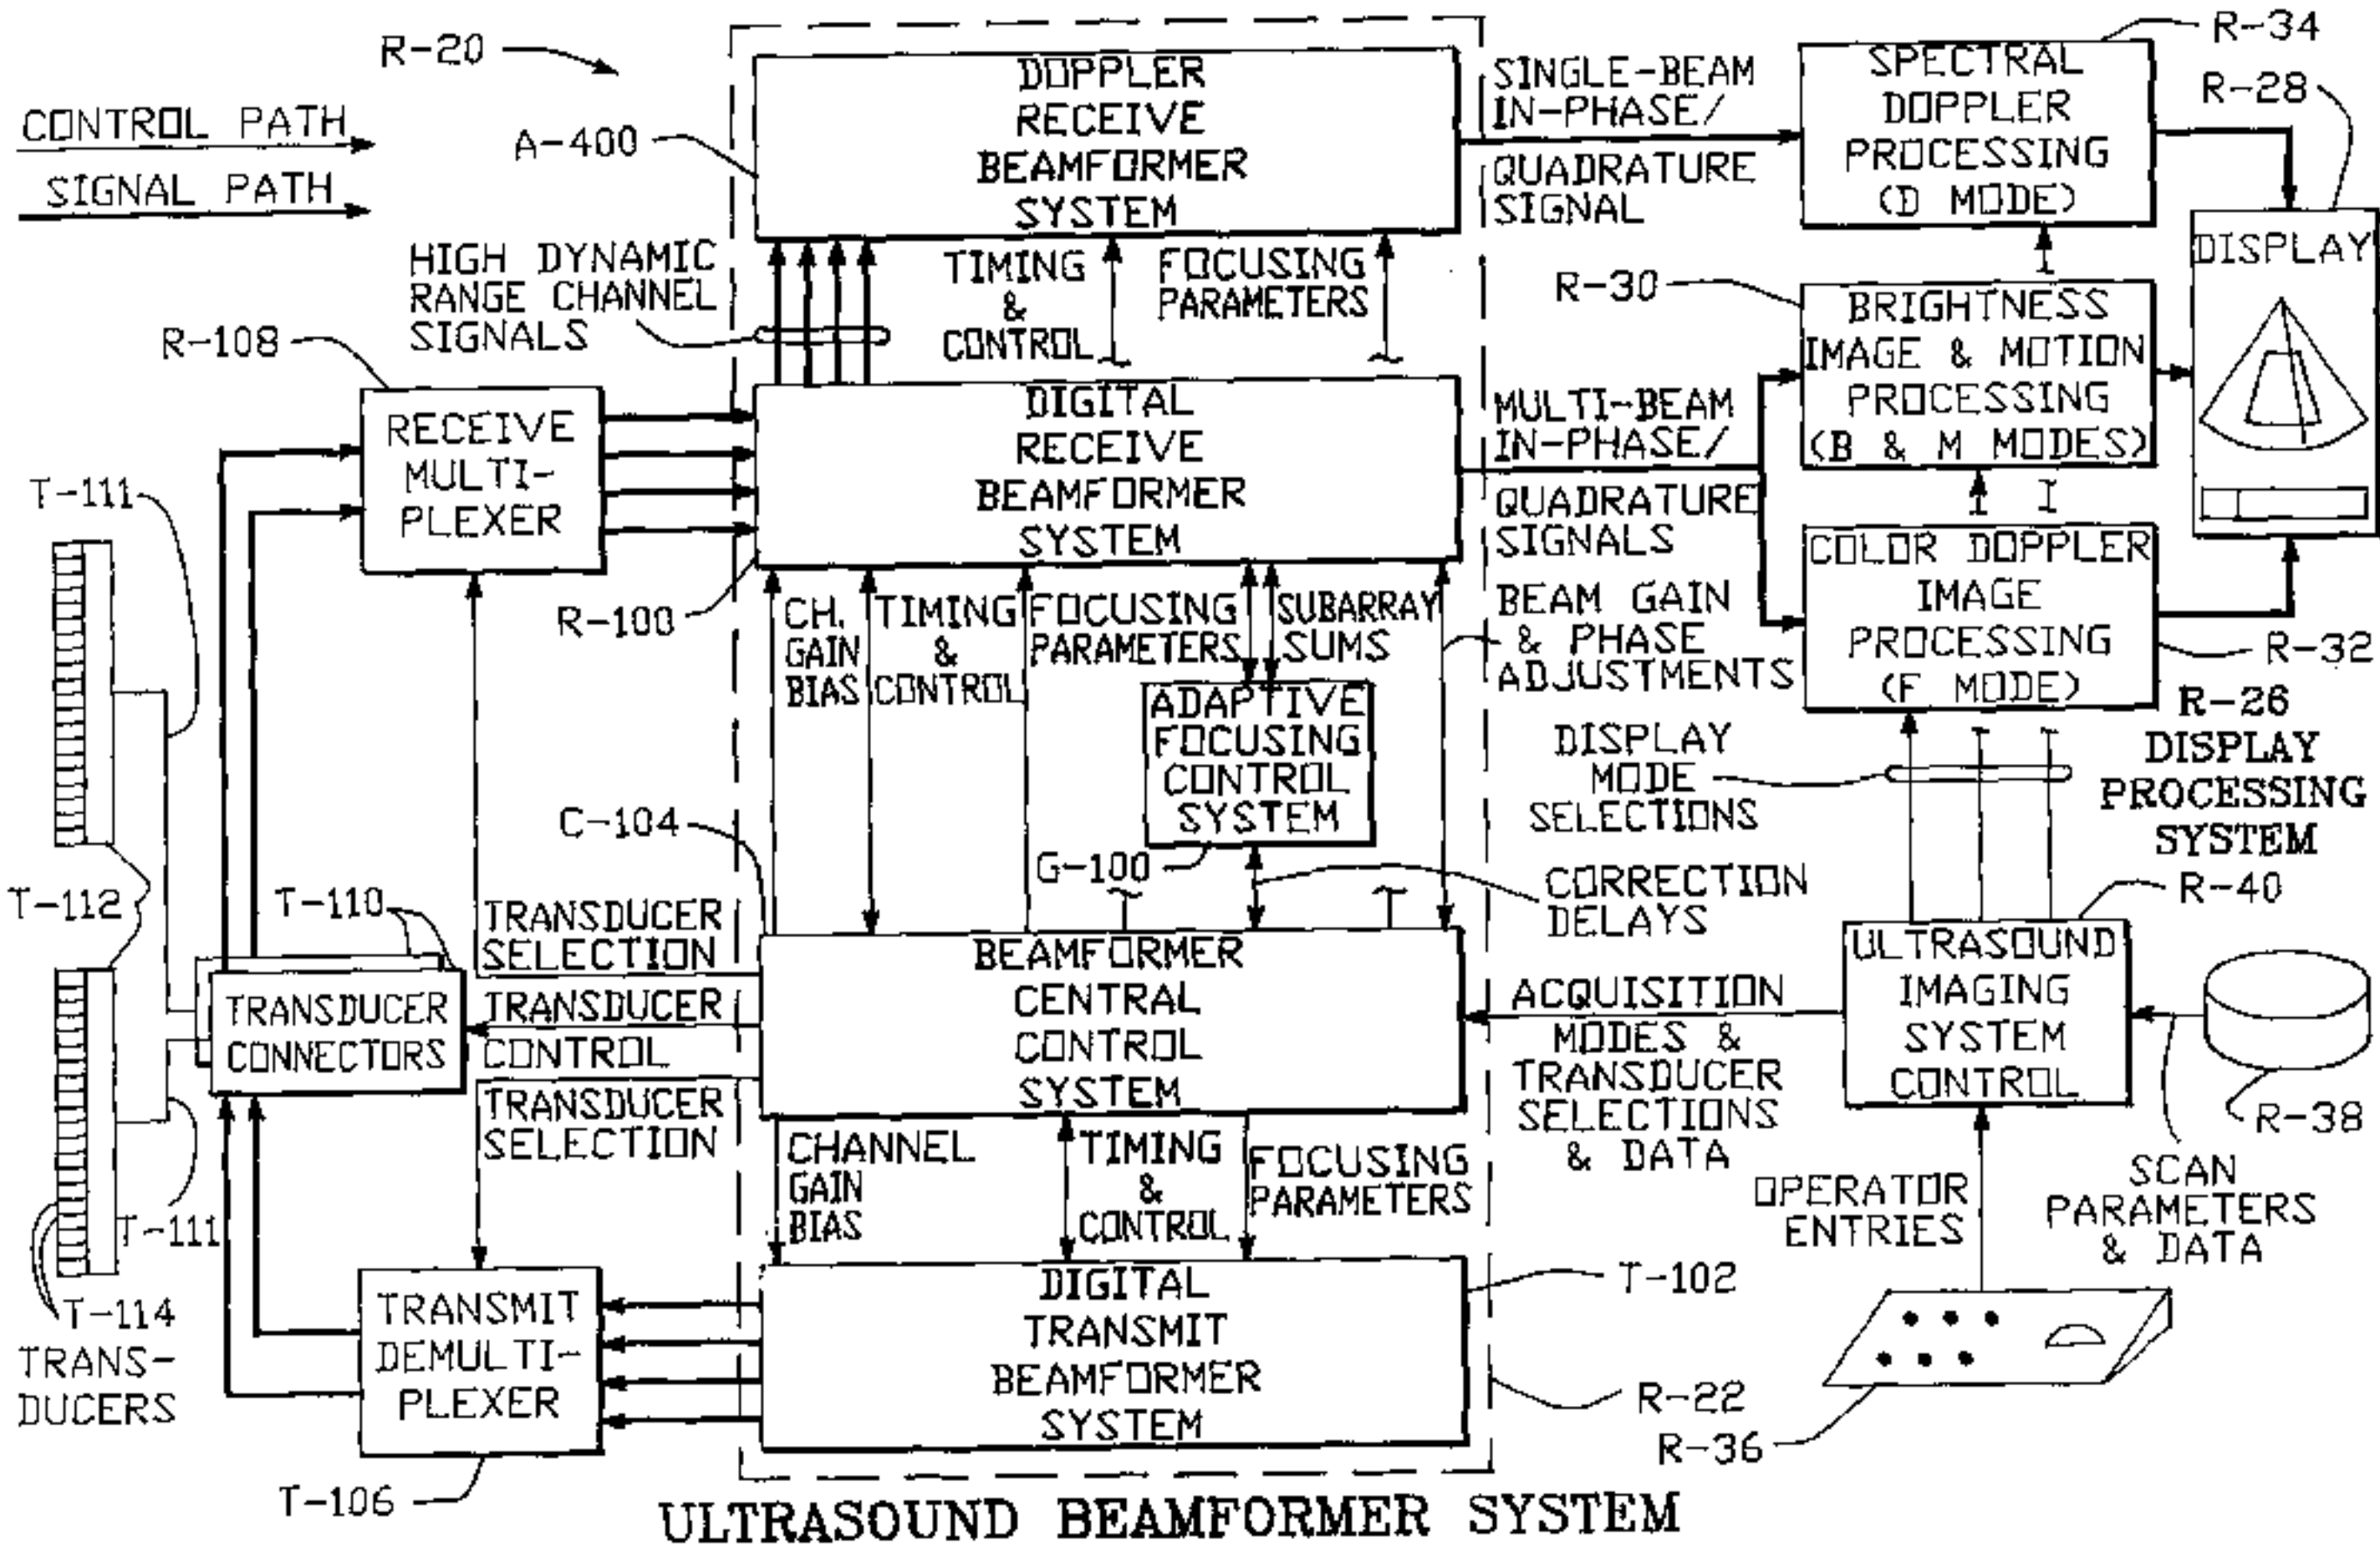 R-20
CONTROL PATH
SIGNAL PATH
A-400
DOPPLER
RECEIVE
BEAMFORMER
SYSTEM
SINGLE-BEAM
IN-PHASE/
QUADRATURE
SIGNAL
R-34
SPECTRAL
DOPPLER
PROCESSING
(D MODE)
R-28
DISPLAY
HIGH DYNAMIC
RANGE CHANNEL
SIGNALS
TIMING
&
CONTROL
FOCUSING
PARAMETERS
R-30
BRIGHTNESS
IMAGE & MOTION
PROCESSING
(B & M MODES)
R-108
RECEIVE
MULTI-
PLEXER
DIGITAL
RECEIVE
BEAMFORMER
SYSTEM
MULTI-BEAM
IN-PHASE/
QUADRATURE
SIGNALS
COLOR DOPPLER
IMAGE
PROCESSING
(F MODE)
R-32
R-26
DISPLAY
PROCESSING
SYSTEM
T-111
R-100
CH.
GAIN
BIAS
TIMING
&
CONTROL
FOCUSING
PARAMETERS
SUBARRAY
SUMS
BEAM GAIN
& PHASE
ADJUSTMENTS
ADAPTIVE
FOCUSING
CONTROL
SYSTEM
G-100
DISPLAY
MODE
SELECTIONS
CORRECTION
DELAYS
C-104
T-112
T-110
TRANSDUCER
SELECTION
TRANSDUCER
CONNECTORS
TRANSDUCER
CONTROL
TRANSDUCER
SELECTION
BEAMFORMER
CENTRAL
CONTROL
SYSTEM
ACQUISITION
MODES &
TRANSDUCER
SELECTIONS
& DATA
R-40
ULTRASOUND
IMAGING
SYSTEM
CONTROL
R-38
SCAN
PARAMETERS
& DATA
OPERATOR
ENTRIES
CHANNEL
GAIN
BIAS
TIMING
&
CONTROL
FOCUSING
PARAMETERS
T-111
T-114
TRANS-
DUCERS
TRANSMIT
DEMULTI-
PLEXER
DIGITAL
TRANSMIT
BEAMFORMER
SYSTEM
T-102
R-22
R-36
T-106
ULTRASOUND BEAMFORMER SYSTEM